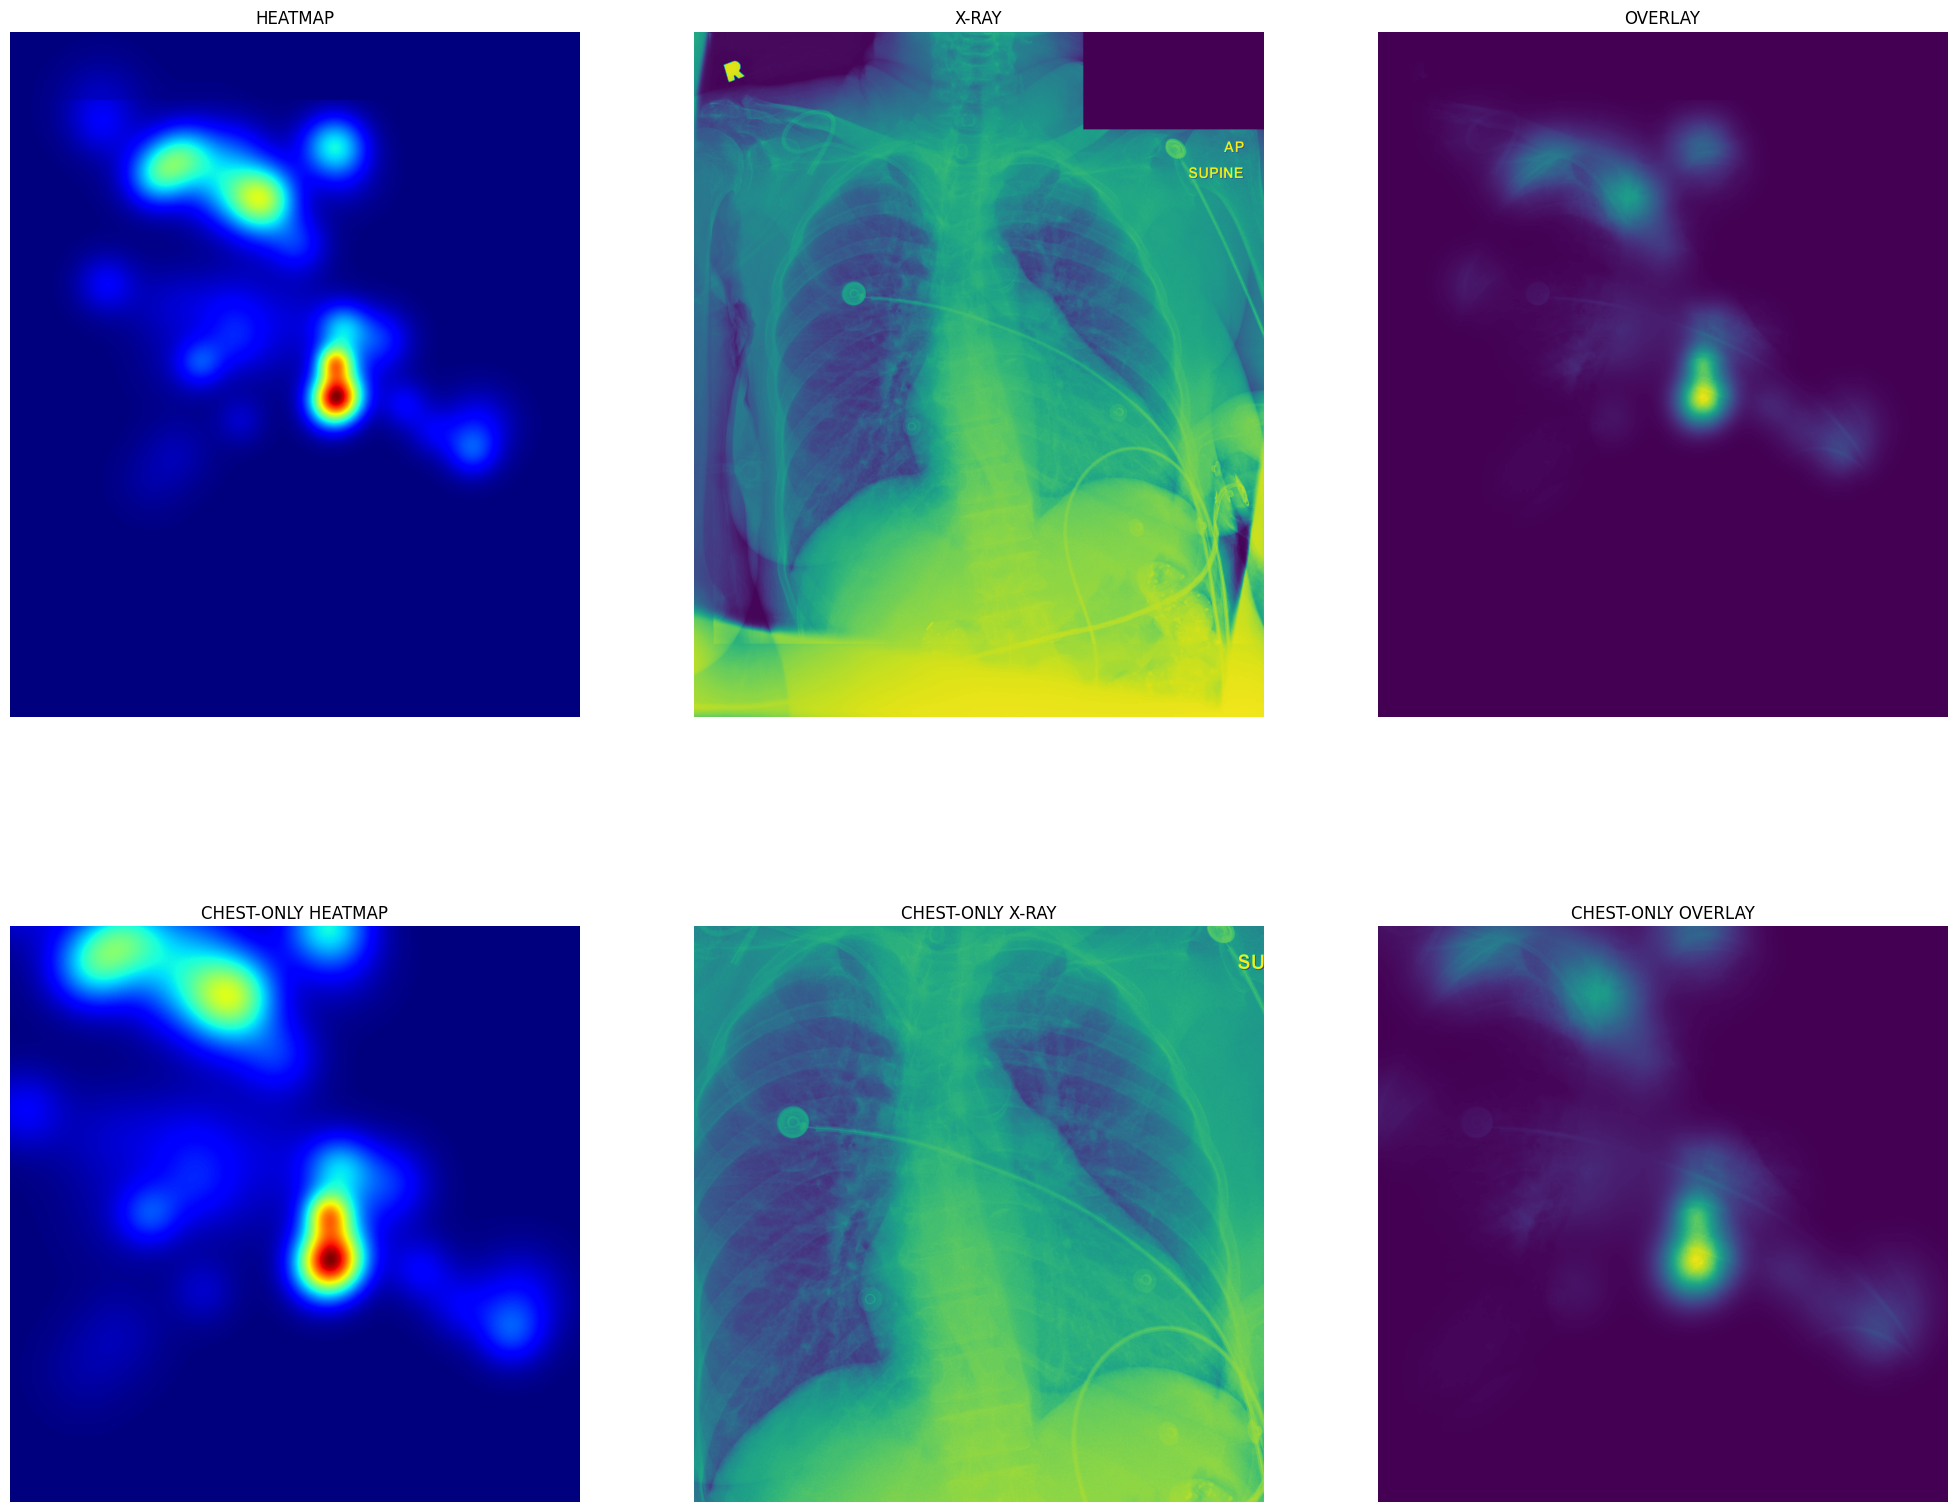 HEATMAP
X-RAY
OVERLAY
R
AP
SUPINE
CHEST-ONLY HEATMAP
CHEST-ONLY X-RAY
CHEST-ONLY OVERLAY
SU